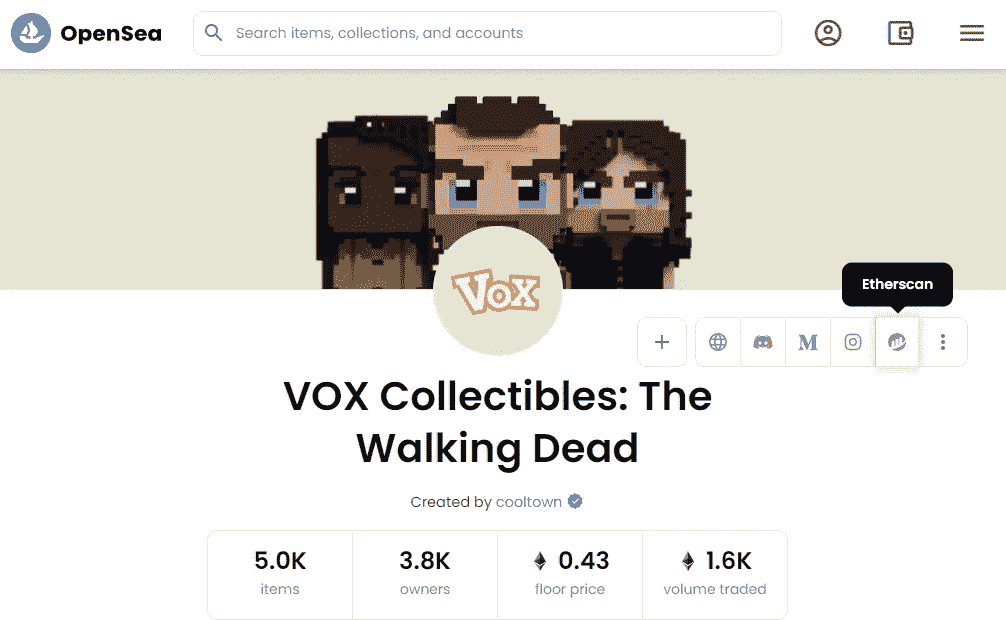 OpenSea
Search items, collections, and accounts
VOX
Etherscan
M
VOX Collectibles: The
Walking Dead
Created by cooltown
5.0K
items
3.8K
owners
0.43
floor price
1.6K
volume traded